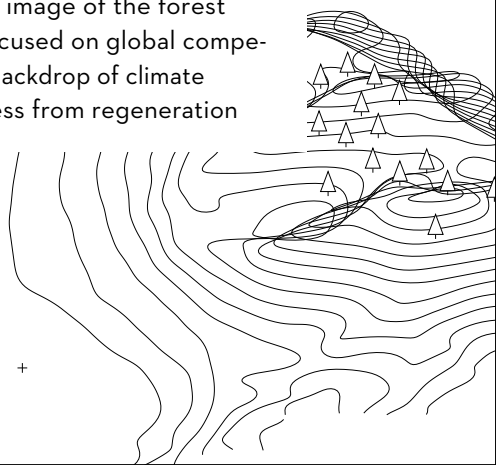 image of the forest
cused on global compe-
ackdrop of climate
ess from regeneration